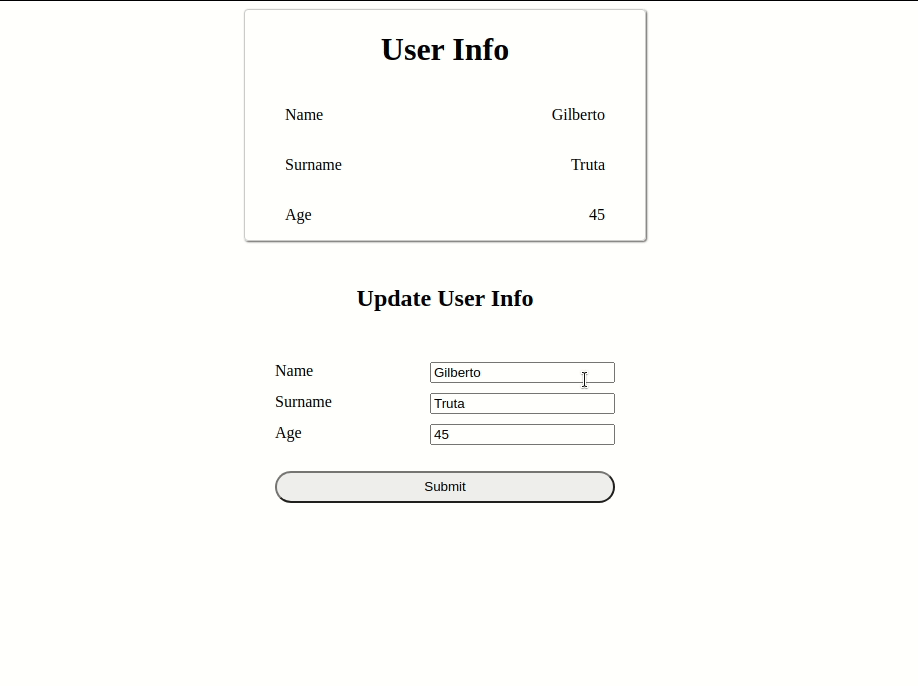 User Info
Name Gilberto
Surname Truta
Age 45
Update User Info
Name Gilberto
Surname Truta
Age 45
Submit